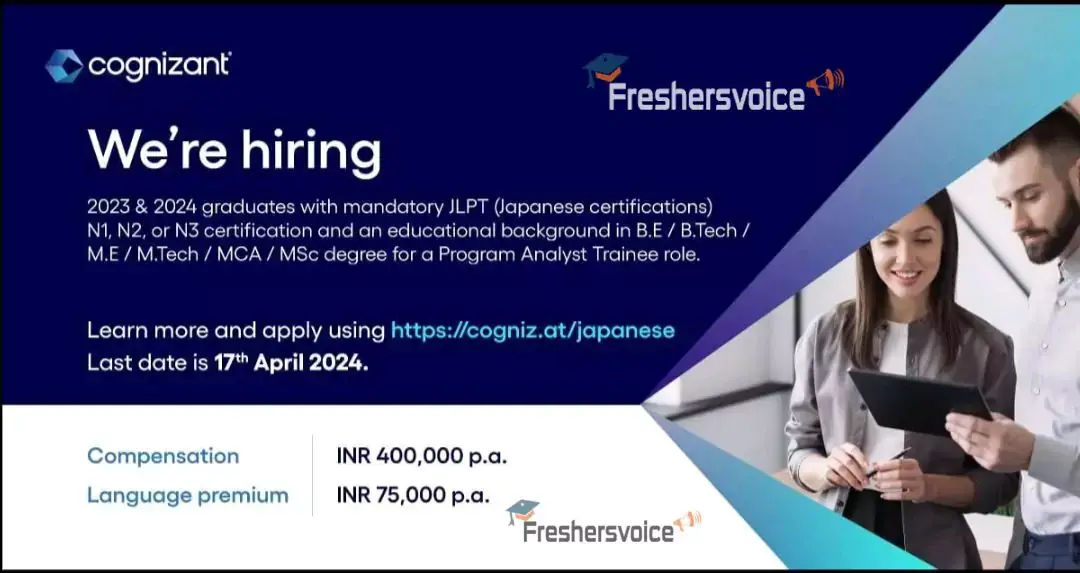 cognizant
Freshersvoice
We're hiring
2023 & 2024 graduates with mandatory JLPT (Japanese certifications)
N1, N2, or N3 certification and an educational background in B.E / B.Tech /
M.E / M.Tech / MCA / MSc degree for a Program Analyst Trainee role.
Learn more and apply using https://cogniz.at/japanese
Last date is 17th April 2024.
Compensation INR 400,000 p.a.
Language premium INR 75,000 p.a.
Freshersvoice